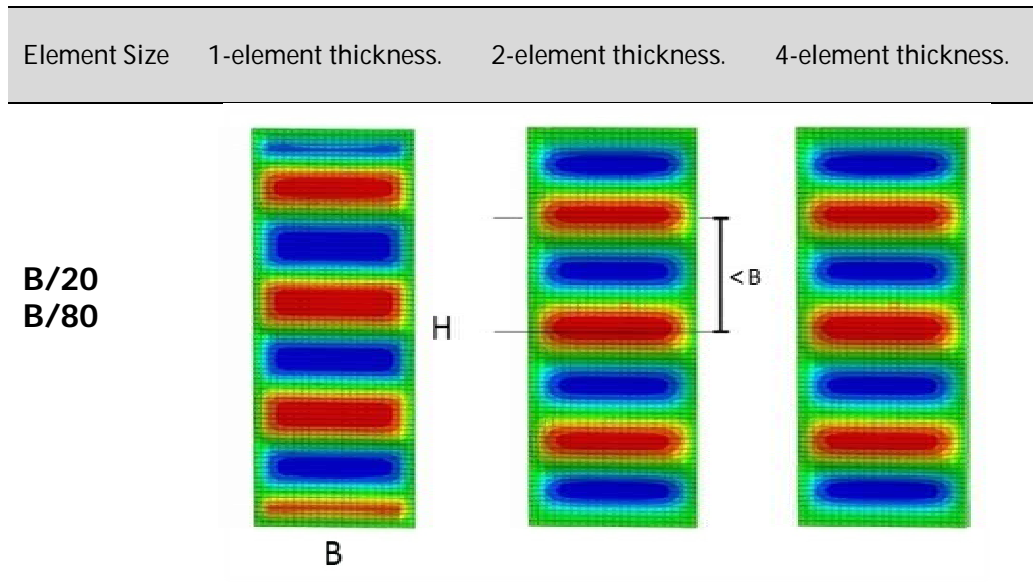 Element Size 1-element thickness. 2-element thickness. 4-element thickness.
< B
B/20
B/80
H
B